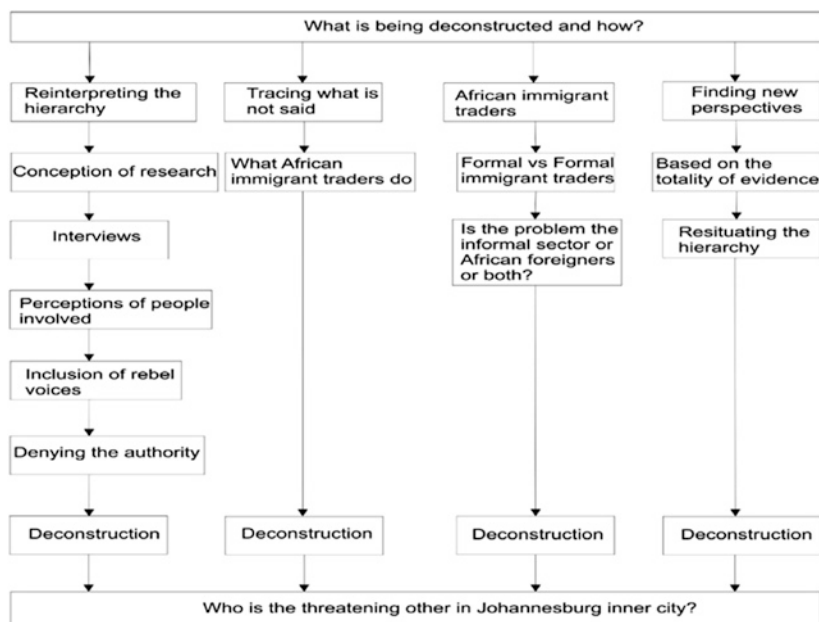 What is being deconstructed and how?
Reinterpreting the
hierarchy
Tracing what is
not said
African immigrant
traders
Finding new
perspectives
Conception of research
What African
immigrant traders do
Formal vs Formal
immigrant traders
Based on the
totality of evidence
Interviews
Is the problem the
informal sector or
African foreigners
or both?
Resituating the
hierarchy
Perceptions of people
involved
Inclusion of rebel
voices
Denying the authority
Deconstruction
Deconstruction
Deconstruction
Deconstruction
Who is the threatening other in Johannesburg inner city?